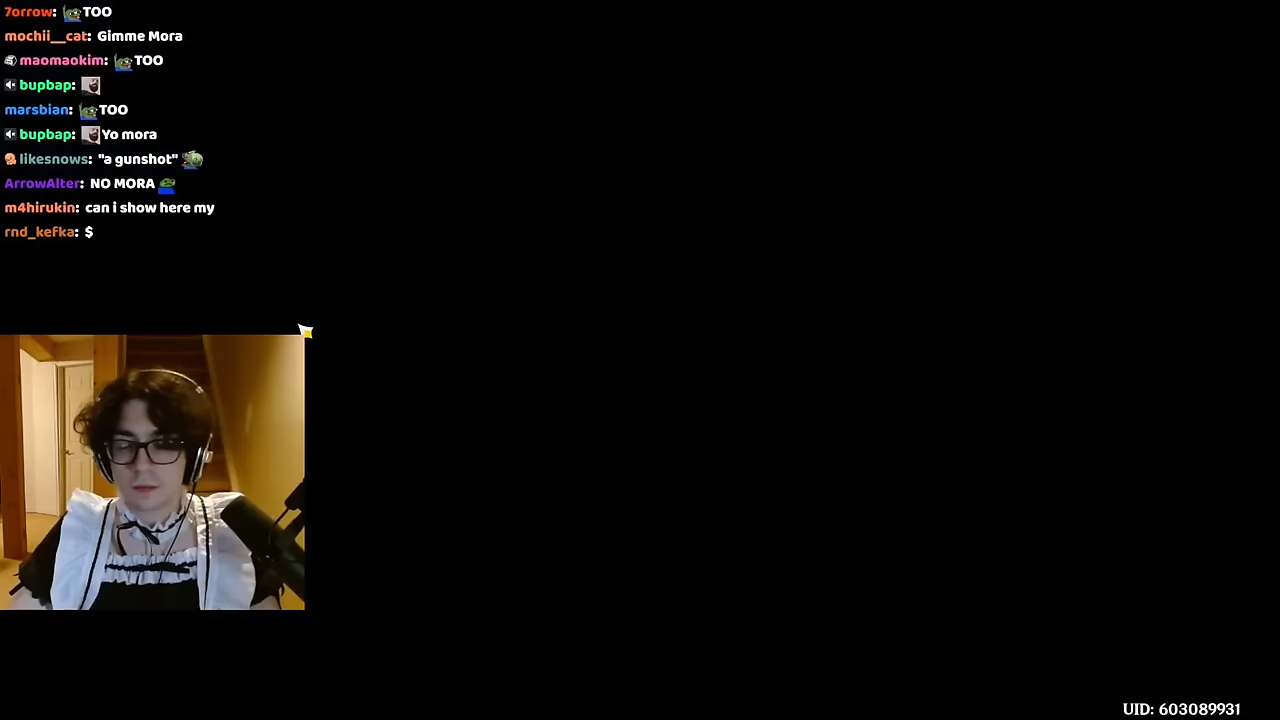 7orrow: TOO
mochii__cat: Gimme Mora
maomaokim: TOO
bupbap:
marsbian: TOO
bupbap: Yo mora
likesnows: "a gunshot"
ArrowAlter: NO MORA
m4hirukin: can i show here my
rnd_kefka: $
UID: 603089931